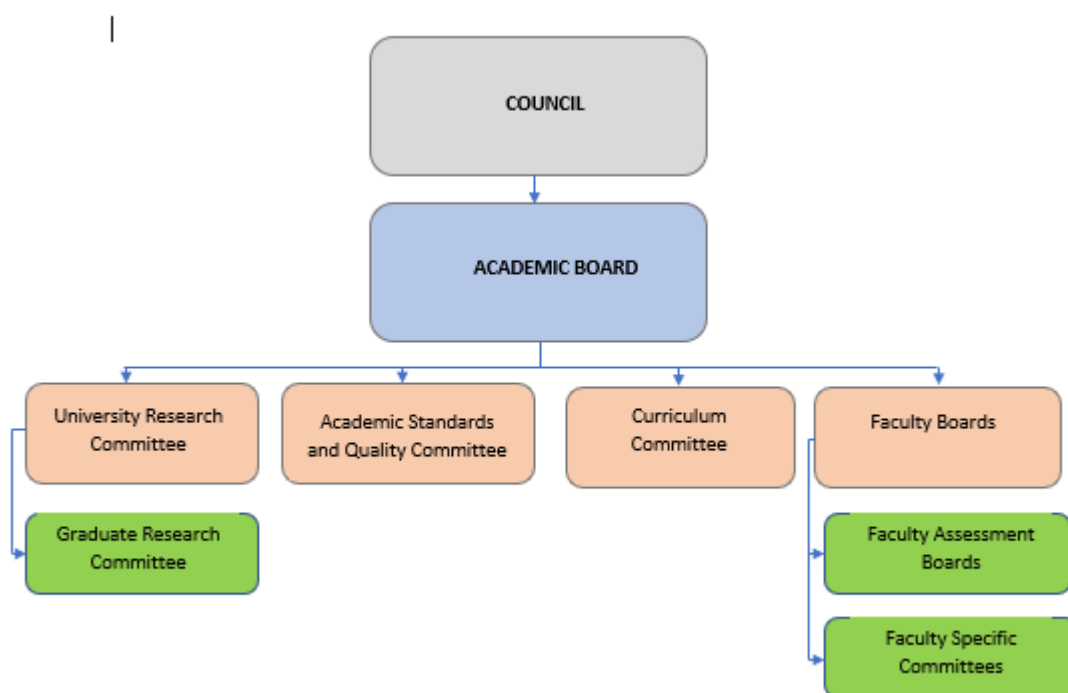 COUNCIL
ACADEMIC BOARD
University Research
Committee
Academic Standards
and Quality Committee
Curriculum
Committee
Faculty Boards
Graduate Research
Committee
Faculty Assessment
Boards
Faculty Specific
Committees